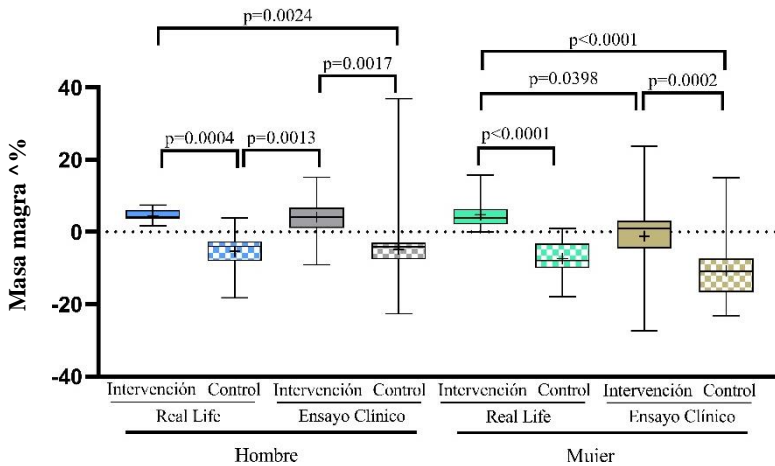 p=0.0024
p<0.0001
p=0.0017
p=0.0398
p=0.0002
p=0.0004
p=0.0013
p<0.0001
Masa magra ^%
40
20
0
-20
-40
Intervención Control Intervención Control Intervención Control Intervención Control
Real Life Ensayo Clínico Real Life Ensayo Clínico
Hombre Mujer